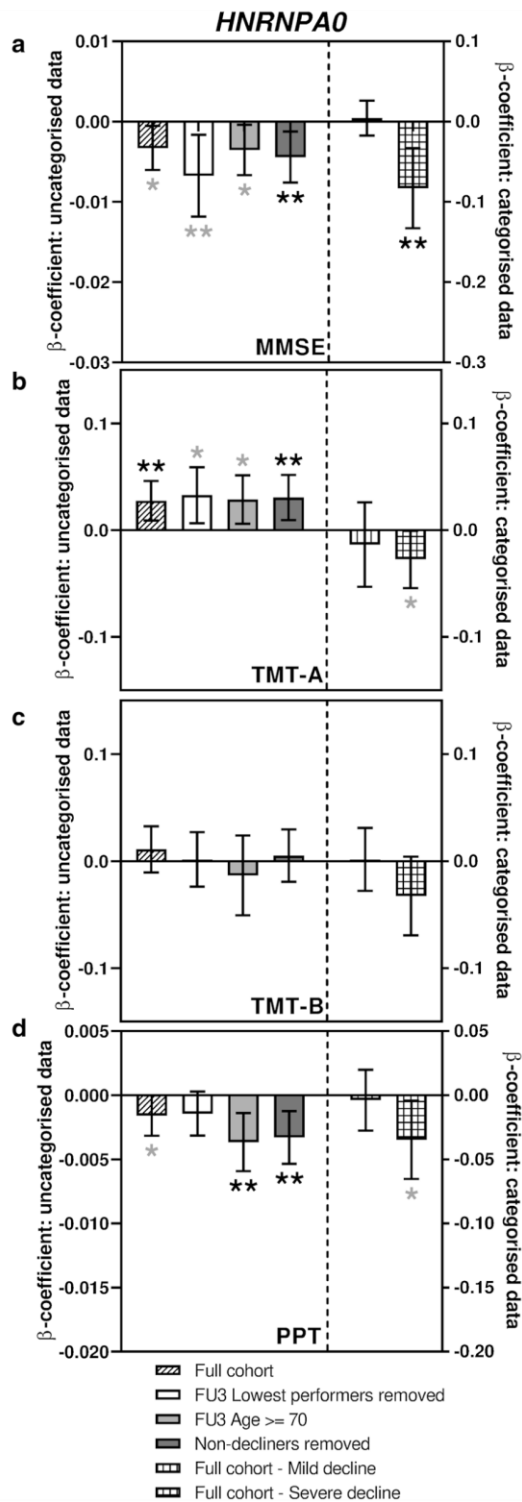 HNRNPA0
a
β-coefficient: uncategorised data
0.01
0.00
-0.01
-0.02
-0.03
* ** * ** **
0.1
0.0
-0.1
-0.2
-0.3
β-coefficient: categorised data
MMSE
b
β-coefficient: uncategorised data
0.1
0.0
-0.1
** * * ** *
0.1
0.0
-0.1
β-coefficient: categorised data
TMT-A
c
β-coefficient: uncategorised data
0.1
0.0
-0.1
0.1
0.0
-0.1
β-coefficient: categorised data
TMT-B
d
β-coefficient: uncategorised data
0.005
0.000
-0.005
-0.010
-0.015
-0.020
* ** ** *
0.05
0.00
-0.05
-0.10
-0.15
-0.20
β-coefficient: categorised data
PPT
Full cohort
FU3 Lowest performers removed
FU3 Age >= 70
Non-decliners removed
Full cohort - Mild decline
Full cohort - Severe decline